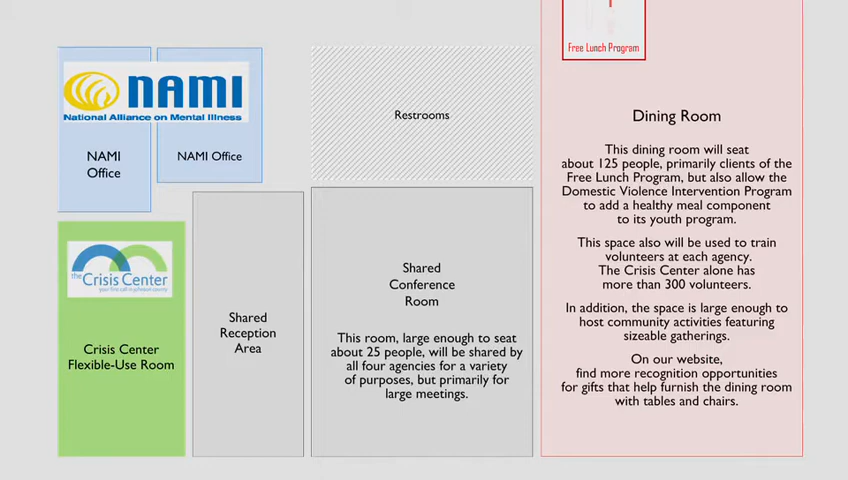 NAMI
National Alliance on Mental Illness
NAMI
Office
NAMI Office
the Crisis Center
your first call in johnson county
Crisis Center
Flexible-Use Room
Shared
Reception
Area
Restrooms
Shared
Conference
Room
This room, large enough to seat
about 25 people, will be shared by
all four agencies for a variety
of purposes, but primarily for
large meetings.
Free Lunch Program
Dining Room
This dining room will seat
about 125 people, primarily clients of the
Free Lunch Program, but also allow the
Domestic Violence Intervention Program
to add a healthy meal component
to its youth program.
This space also will be used to train
volunteers at each agency.
The Crisis Center alone has
more than 300 volunteers.
In addition, the space is large enough to
host community activities featuring
sizeable gatherings.
On our website,
find more recognition opportunities
for gifts that help furnish the dining room
with tables and chairs.